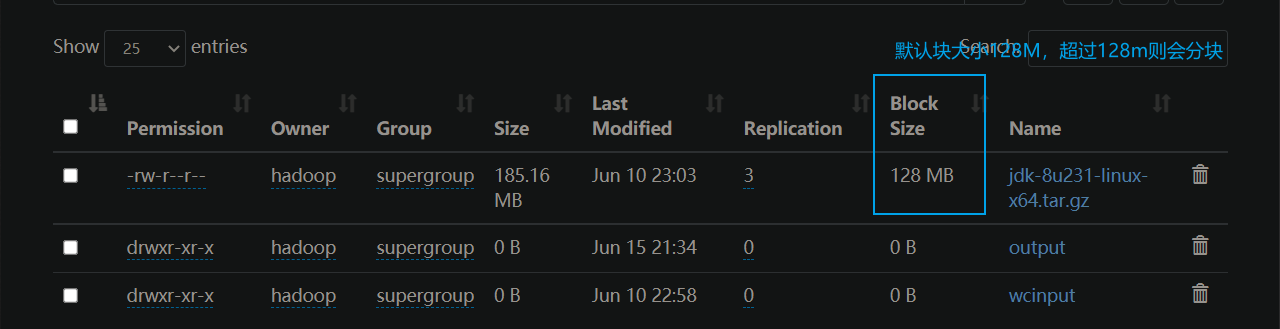 Show 25 entries
Search:
默认块大小128M，超过128m则会分块
Permission Owner Group Size Last Modified Replication Block Size Name
-rw-r--r-- hadoop supergroup 185.16 MB Jun 10 23:03 3 128 MB jdk-8u231-linux-x64.tar.gz
drwxr-xr-x hadoop supergroup 0 B Jun 15 21:34 0 0 B output
drwxr-xr-x hadoop supergroup 0 B Jun 10 22:58 0 0 B wcinput